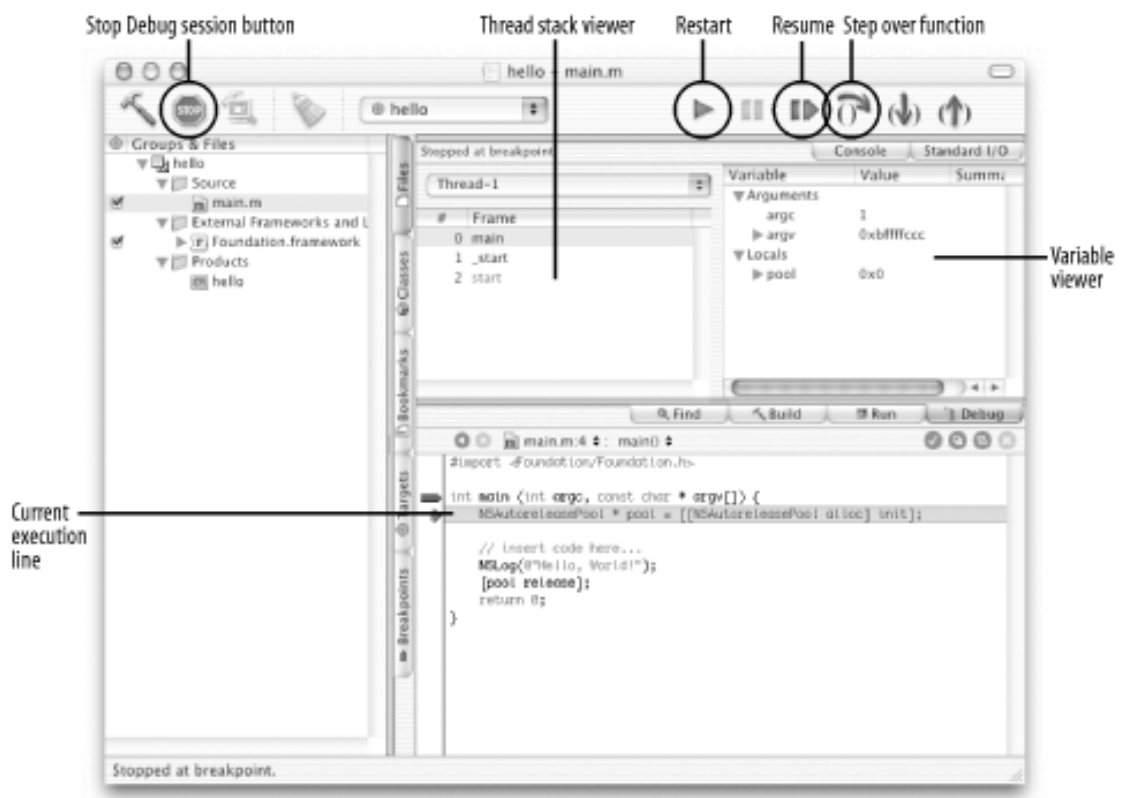 Stop Debug session button
Thread stack viewer
Restart
Resume
Step over function
hello - main.m
STOP
hello
Groups & Files
hello
Source
main.m
External Frameworks and L
Foundation.framework
Products
hello
Files
Classes
Bookmarks
Targets
Breakpoints
Stopped at breakpoint
Console
Standard I/O
Thread-1
# Frame
0 main
1 _start
2 start
Variable Value Summa
Arguments
argc 1
argv 0xbffffccc
Locals
pool 0x0
Variable
viewer
Find
Build
Run
Debug
main.m:4 : main()
#import <Foundation/Foundation.h>
int main (int argc, const char * argv[]) {
NSAutoreleasePool * pool = [[NSAutoreleasePool alloc] init];
// insert code here...
NSLog(@"Hello, World!");
[pool release];
return 0;
}
Current
execution
line
Stopped at breakpoint.